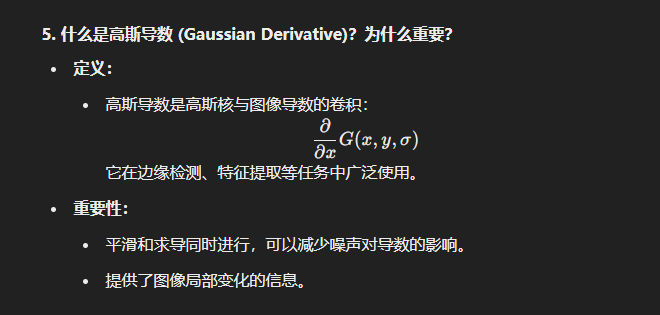 5. 什么是高斯导数 (Gaussian Derivative)？为什么重要？
• 定义：
• 高斯导数是高斯核与图像导数的卷积：
∂/∂x G(x, y, σ)
它在边缘检测、特征提取等任务中广泛使用。
• 重要性：
• 平滑和求导同时进行，可以减少噪声对导数的影响。
• 提供了图像局部变化的信息。